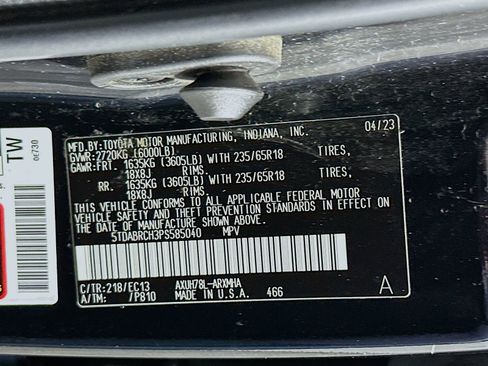 MFD.BY:TOYOTA MOTOR MANUFACTURING, INDIANA, INC. 04/23
GVWR: 2720KG (6000LB)
GAWR:FRT. 1635KG (3605LB) WITH 235/65R18 TIRES,
18X8J RIMS.
RR. 1635KG (3605LB) WITH 235/65R18 TIRES,
18X8J RIMS.
THIS VEHICLE CONFORMS TO ALL APPLICABLE FEDERAL MOTOR
VEHICLE SAFETY AND THEFT PREVENTION STANDARDS IN EFFECT ON
THE DATE OF MANUFACTURE SHOWN ABOVE.
5TDABRCH3PS585040 MPV
C/TR:218/EC13 AXUH78L-ARXMHA
A/TM: /P810 MADE IN U.S.A. 466 A
TW
0E730